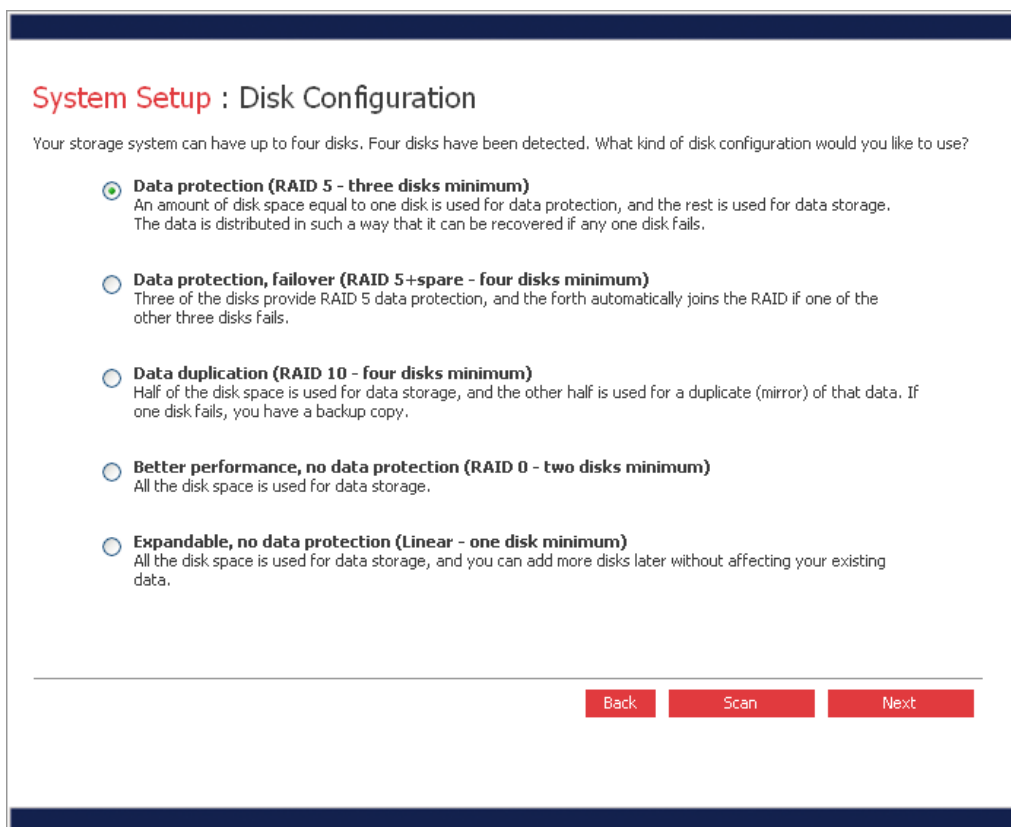 System Setup : Disk Configuration
Your storage system can have up to four disks. Four disks have been detected. What kind of disk configuration would you like to use?
Data protection (RAID 5 - three disks minimum)
An amount of disk space equal to one disk is used for data protection, and the rest is used for data storage.
The data is distributed in such a way that it can be recovered if any one disk fails.
Data protection, failover (RAID 5+spare - four disks minimum)
Three of the disks provide RAID 5 data protection, and the forth automatically joins the RAID if one of the
other three disks fails.
Data duplication (RAID 10 - four disks minimum)
Half of the disk space is used for data storage, and the other half is used for a duplicate (mirror) of that data. If
one disk fails, you have a backup copy.
Better performance, no data protection (RAID 0 - two disks minimum)
All the disk space is used for data storage.
Expandable, no data protection (Linear - one disk minimum)
All the disk space is used for data storage, and you can add more disks later without affecting your existing
data.
Back Scan Next